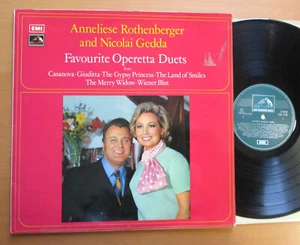 EMI
Anneliese Rothenberger
and Nicolai Gedda
Favourite Operetta Duets
from
Casanova · Giuditta · The Gypsy Princess · The Land of Smiles
The Merry Widow · Wiener Blut